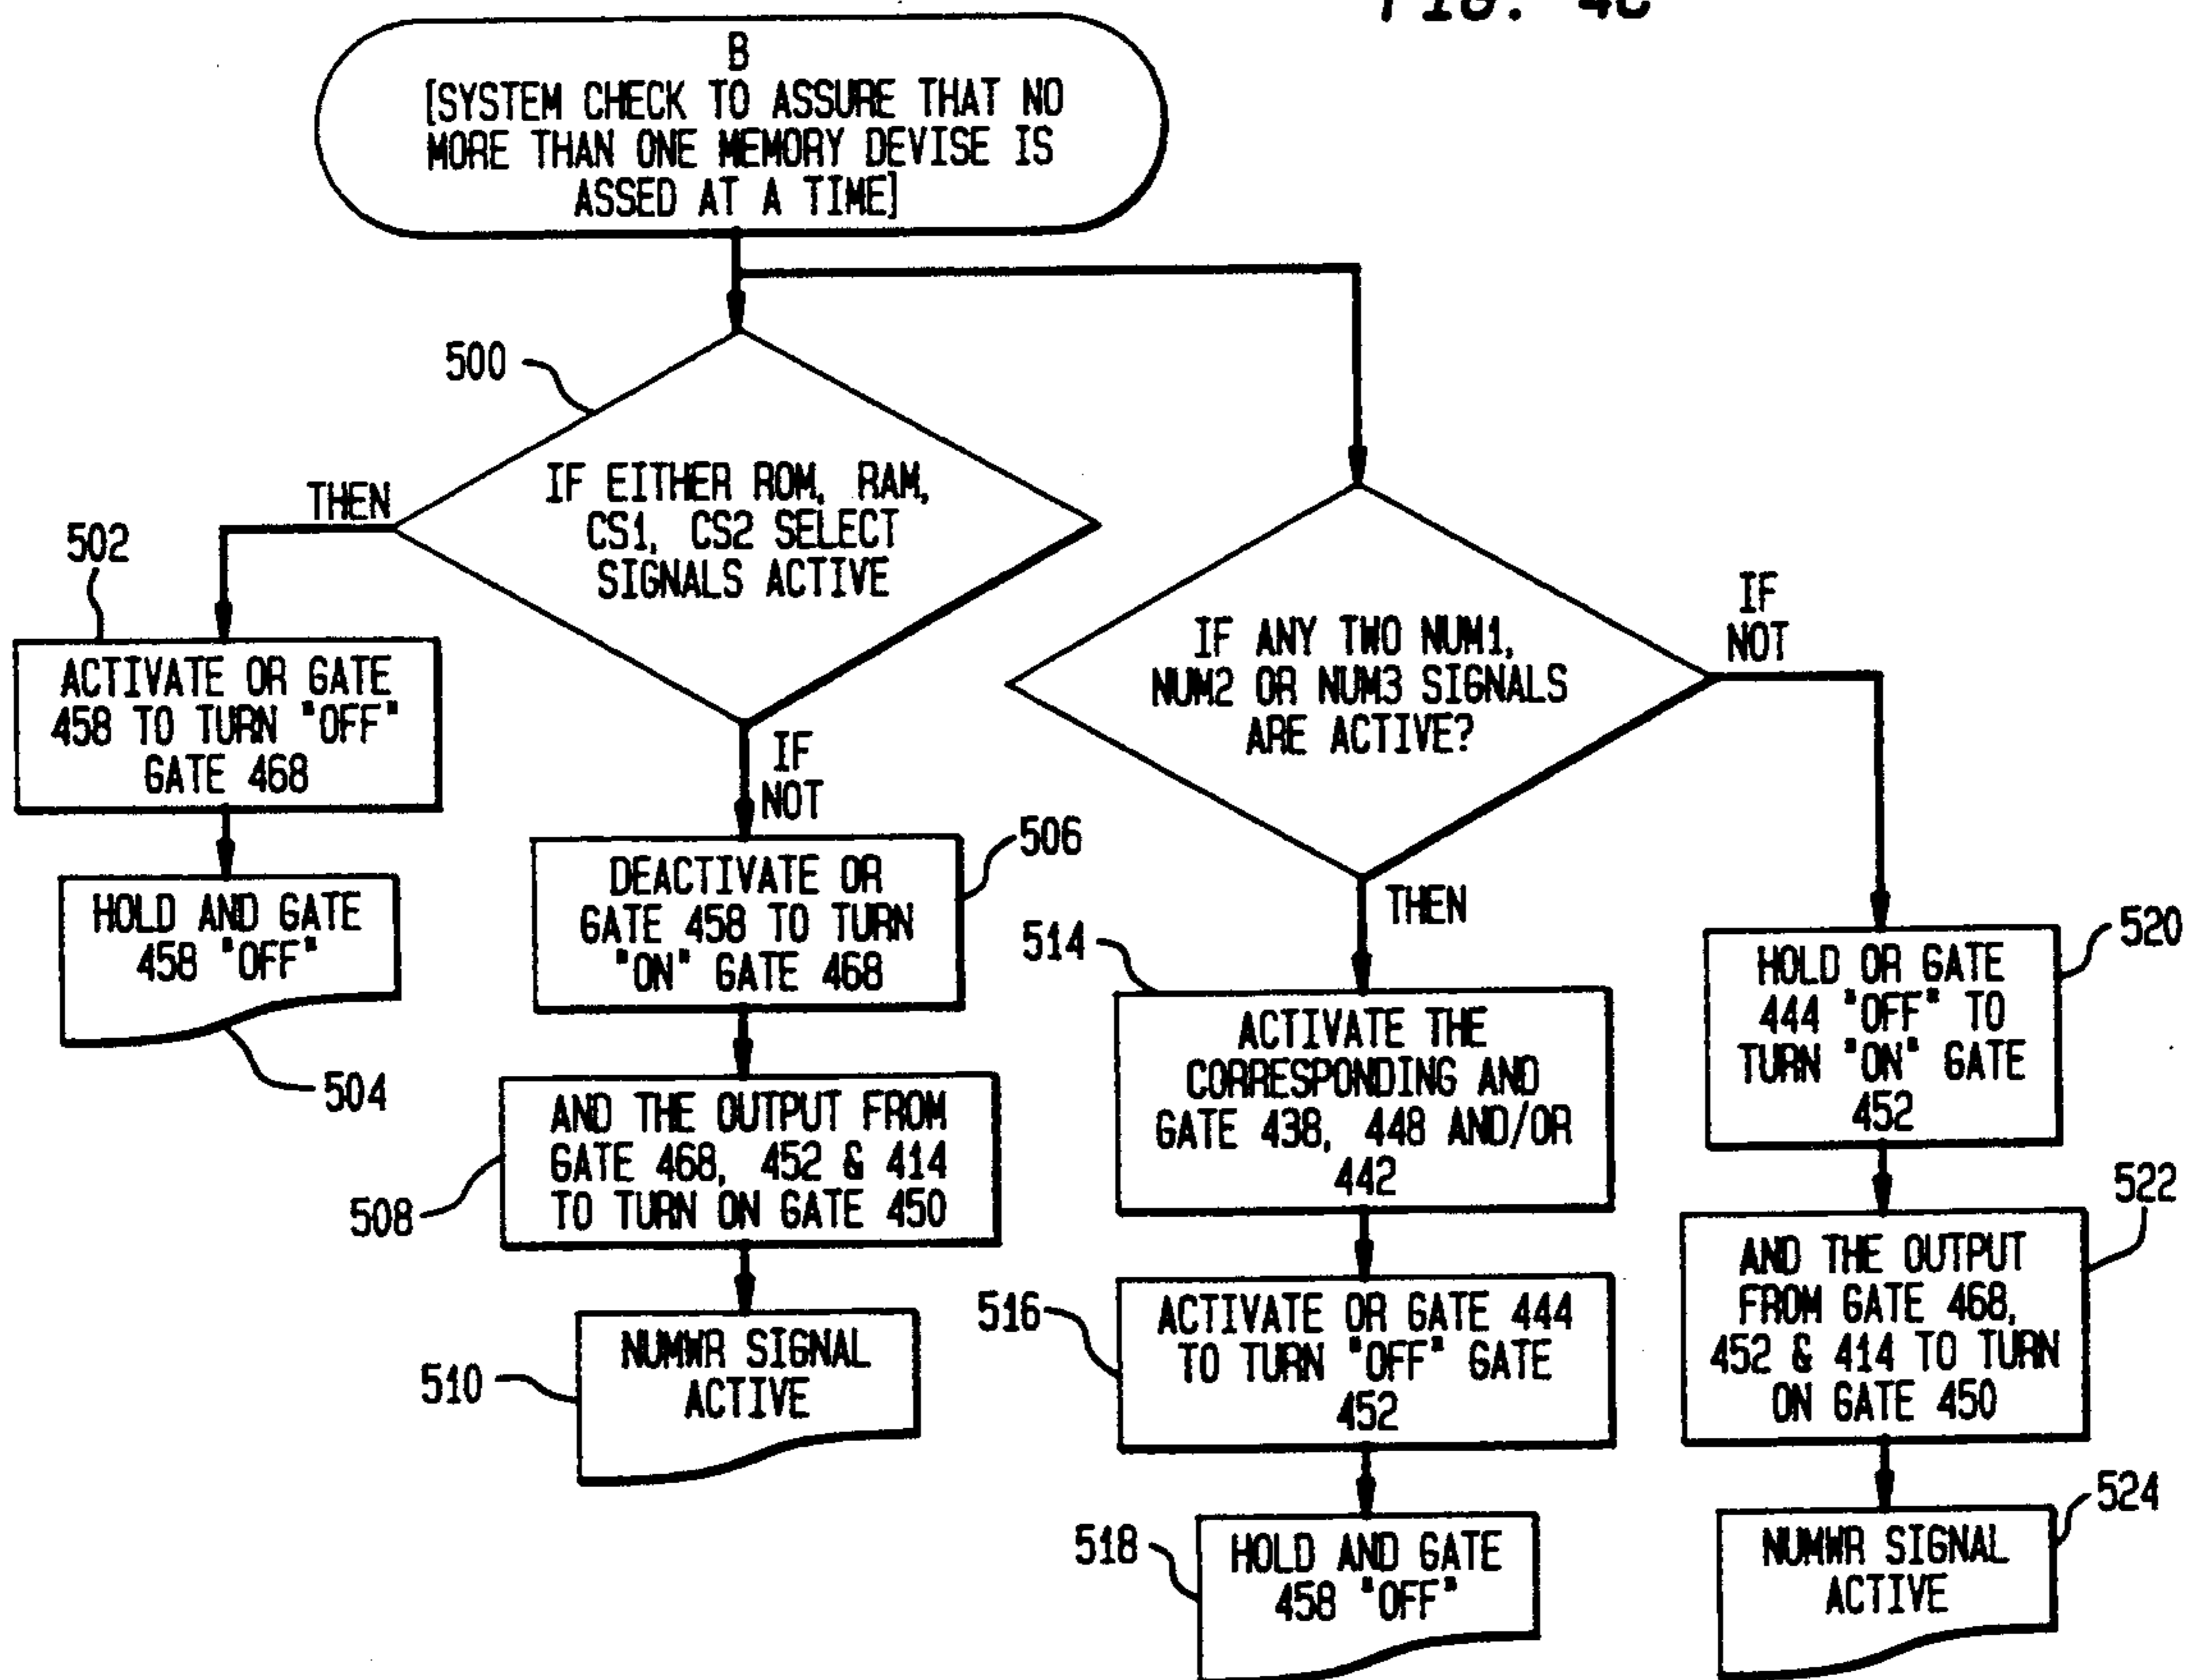 FIG. 4C
B
[SYSTEM CHECK TO ASSURE THAT NO
MORE THAN ONE MEMORY DEVISE IS
ASSED AT A TIME]
500
IF EITHER ROM, RAM,
CS1, CS2 SELECT
SIGNALS ACTIVE
THEN
502
ACTIVATE OR GATE
458 TO TURN "OFF"
GATE 468
HOLD AND GATE
458 "OFF"
504
IF
NOT
506
DEACTIVATE OR
GATE 458 TO TURN
"ON" GATE 468
508
AND THE OUTPUT FROM
GATE 468, 452 & 414
TO TURN ON GATE 450
510
NUMWR SIGNAL
ACTIVE
IF ANY TWO NUM1,
NUM2 OR NUM3 SIGNALS
ARE ACTIVE?
THEN
514
ACTIVATE THE
CORRESPONDING AND
GATE 438, 448 AND/OR
442
516
ACTIVATE OR GATE 444
TO TURN "OFF" GATE
452
518
HOLD AND GATE
458 "OFF"
IF
NOT
520
HOLD OR GATE
444 "OFF" TO
TURN "ON" GATE
452
522
AND THE OUTPUT
FROM GATE 468,
452 & 414 TO TURN
ON GATE 450
524
NUMWR SIGNAL
ACTIVE